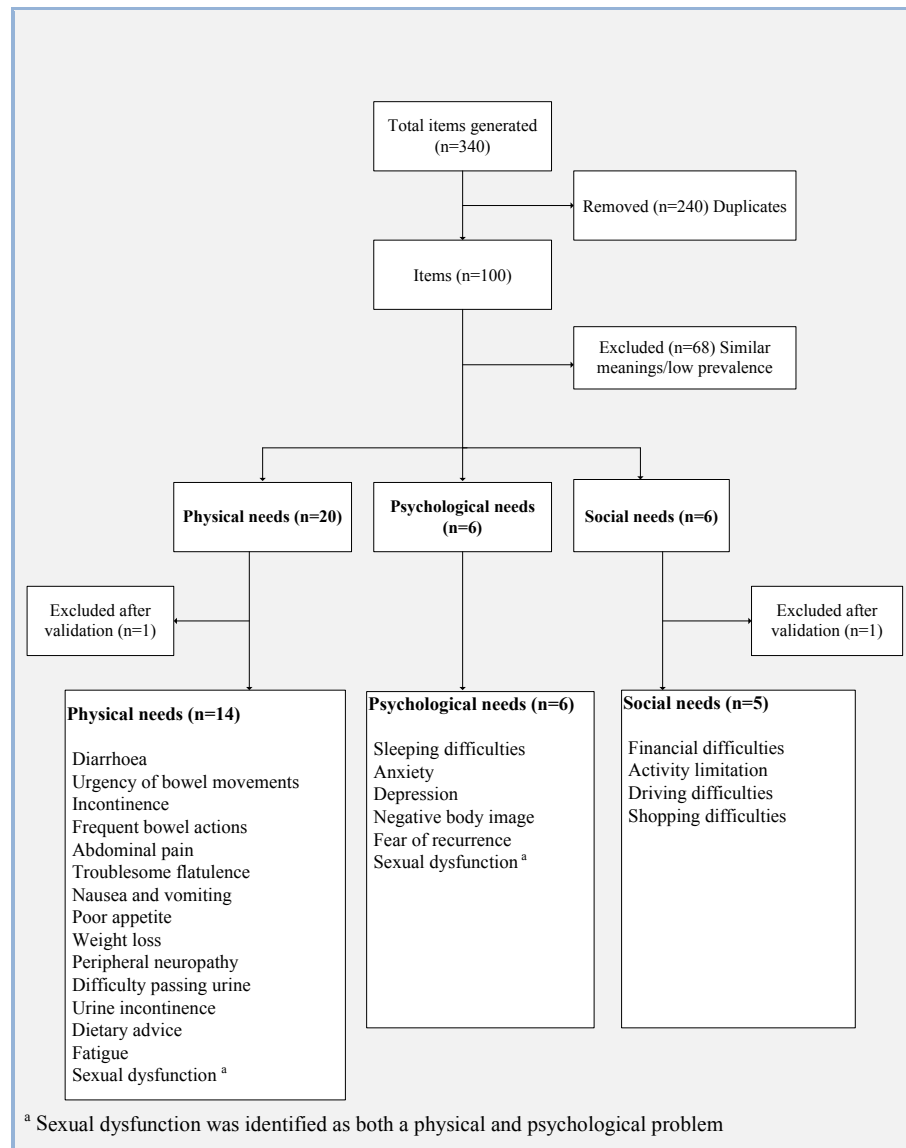 Total items generated
(n=340)
Removed (n=240) Duplicates
Items (n=100)
Excluded (n=68) Similar
meanings/low prevalence
Physical needs (n=20)
Psychological needs
(n=6)
Social needs (n=6)
Excluded after
validation (n=1)
Excluded after
validation (n=1)
Physical needs (n=14)
Diarrhoea
Urgency of bowel movements
Incontinence
Frequent bowel actions
Abdominal pain
Troublesome flatulence
Nausea and vomiting
Poor appetite
Weight loss
Peripheral neuropathy
Difficulty passing urine
Urine incontinence
Dietary advice
Fatigue
Sexual dysfunction a
Psychological needs (n=6)
Sleeping difficulties
Anxiety
Depression
Negative body image
Fear of recurrence
Sexual dysfunction a
Social needs (n=5)
Financial difficulties
Activity limitation
Driving difficulties
Shopping difficulties
a Sexual dysfunction was identified as both a physical and psychological problem